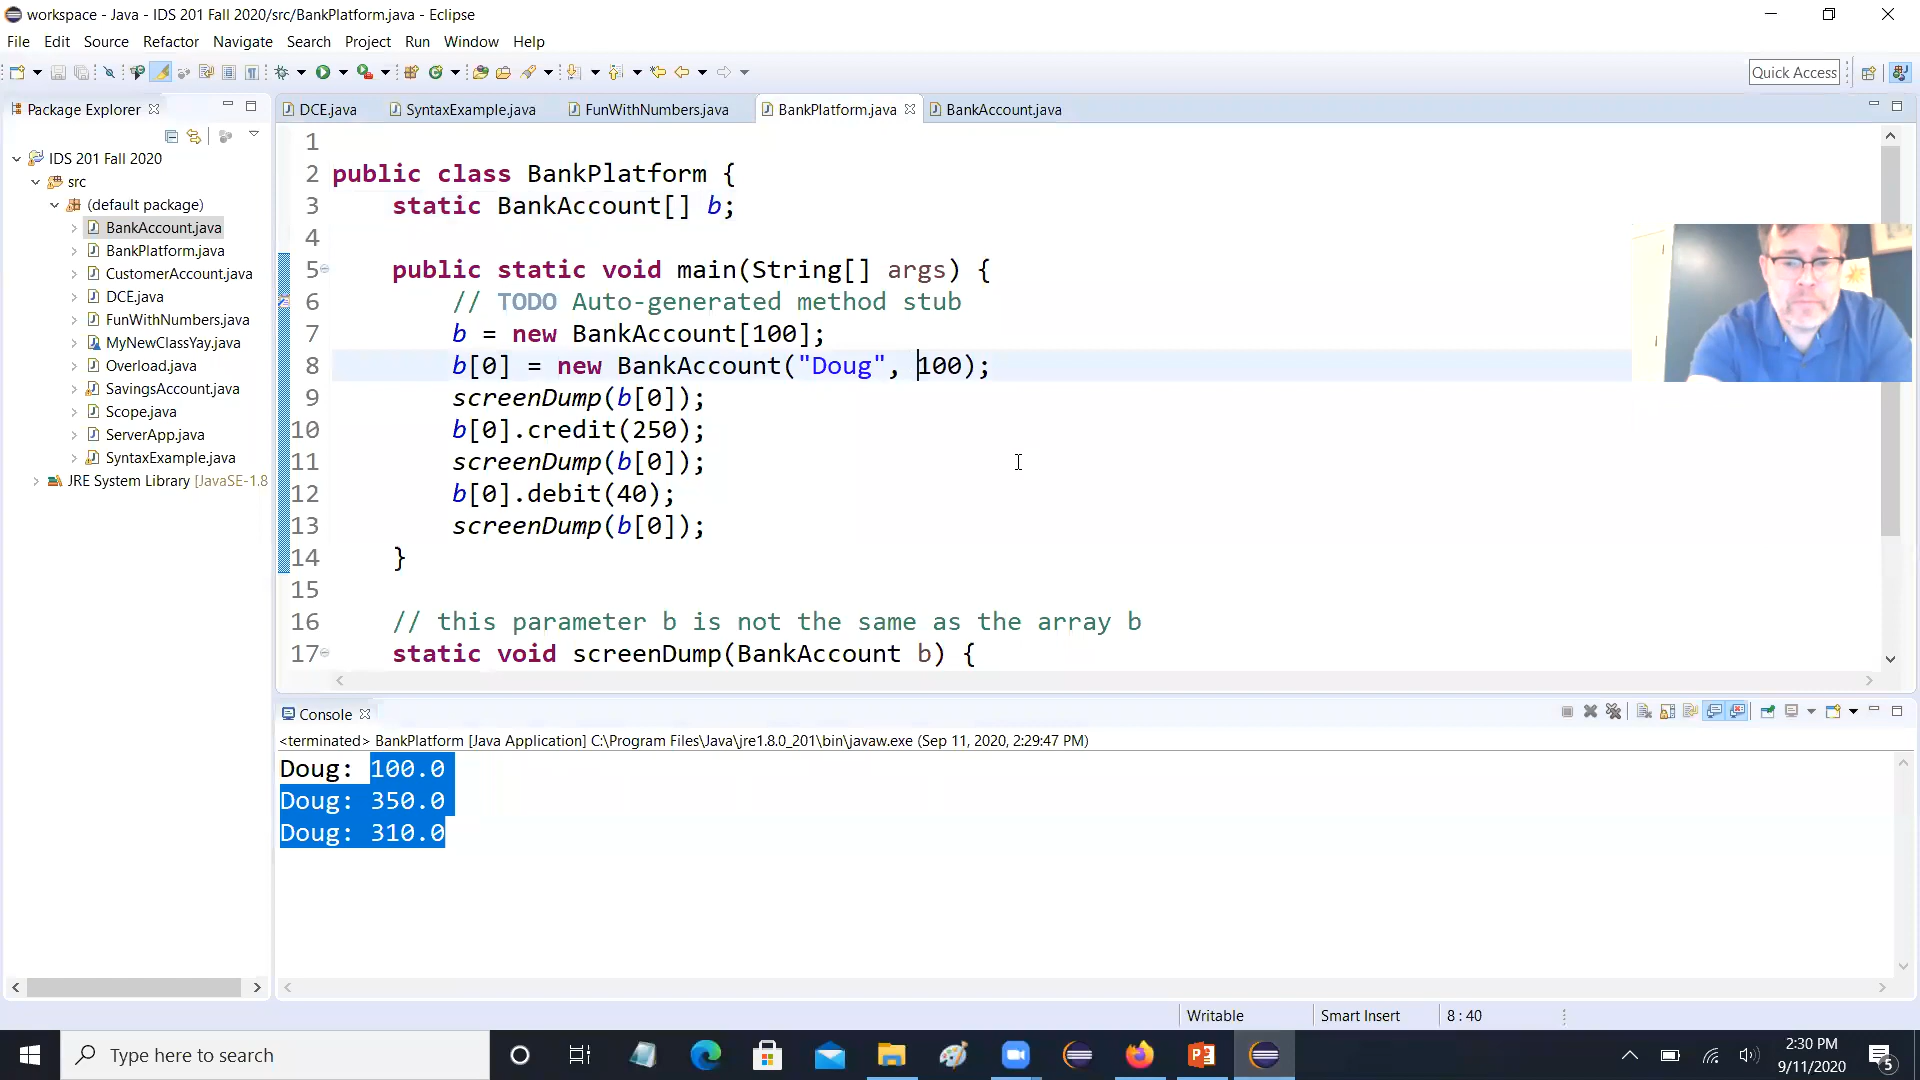 workspace - Java - IDS 201 Fall 2020/src/BankPlatform.java - Eclipse
File Edit Source Refactor Navigate Search Project Run Window Help
Quick Access
Package Explorer
IDS 201 Fall 2020
src
(default package)
BankAccount.java
BankPlatform.java
CustomerAccount.java
DCE.java
FunWithNumbers.java
MyNewClassYay.java
Overload.java
SavingsAccount.java
Scope.java
ServerApp.java
SyntaxExample.java
JRE System Library [JavaSE-1.8
DCE.java SyntaxExample.java FunWithNumbers.java BankPlatform.java BankAccount.java
1
2 public class BankPlatform {
3 static BankAccount[] b;
4
5 public static void main(String[] args) {
6 // TODO Auto-generated method stub
7 b = new BankAccount[100];
8 b[0] = new BankAccount("Doug", 100);
9 screenDump(b[0]);
10 b[0].credit(250);
11 screenDump(b[0]);
12 b[0].debit(40);
13 screenDump(b[0]);
14 }
15
16 // this parameter b is not the same as the array b
17 static void screenDump(BankAccount b) {
Console
<terminated> BankPlatform [Java Application] C:\Program Files\Java\jre1.8.0_201\bin\javaw.exe (Sep 11, 2020, 2:29:47 PM)
Doug: 100.0
Doug: 350.0
Doug: 310.0
Writable Smart Insert 8 : 40
Type here to search
2:30 PM
9/11/2020
5